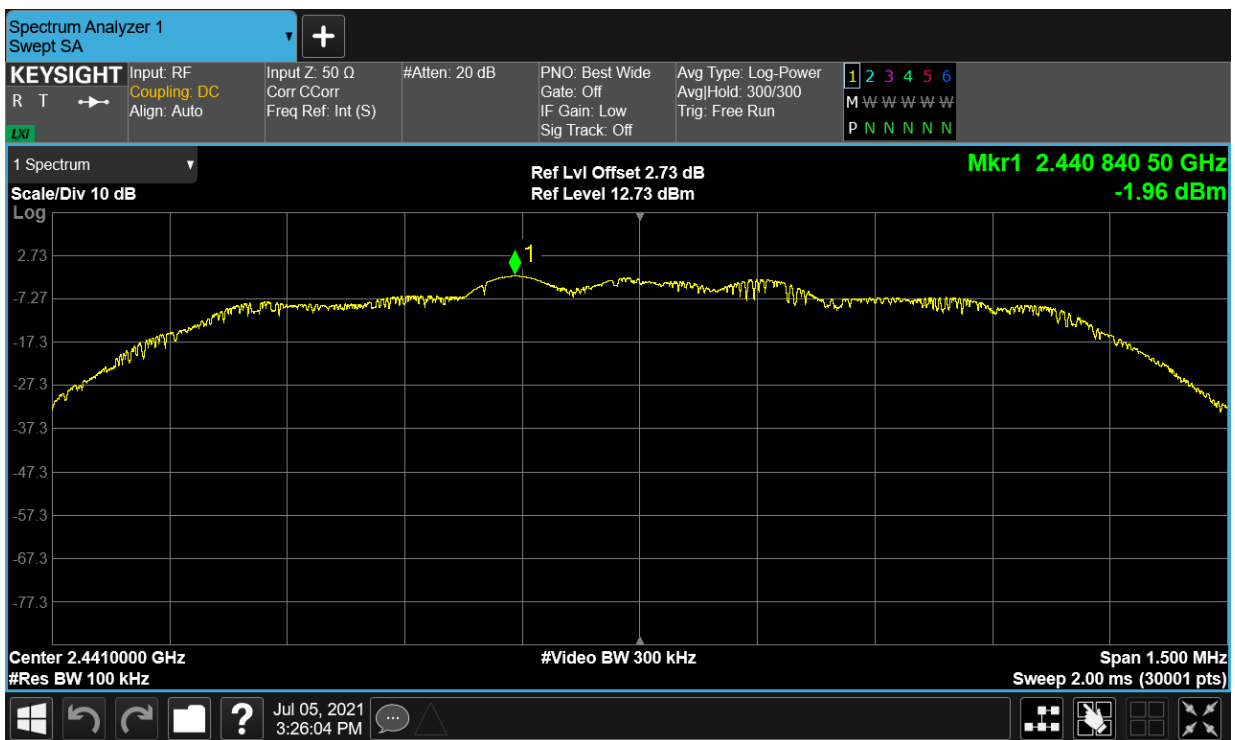 Spectrum Analyzer 1
Swept SA
KEYSIGHT
R T
LXI
Input: RF
Coupling: DC
Align: Auto
Input Z: 50 Ω
Corr CCorr
Freq Ref: Int (S)
#Atten: 20 dB
PNO: Best Wide
Gate: Off
IF Gain: Low
Sig Track: Off
Avg Type: Log-Power
Avg|Hold: 300/300
Trig: Free Run
1 2 3 4 5 6
M W W W W W
P N N N N N
1 Spectrum
Scale/Div 10 dB
Log
Ref Lvl Offset 2.73 dB
Ref Level 12.73 dBm
Mkr1 2.440 840 50 GHz
-1.96 dBm
1
2.73
-7.27
-17.3
-27.3
-37.3
-47.3
-57.3
-67.3
-77.3
Center 2.4410000 GHz
#Res BW 100 kHz
#Video BW 300 kHz
Span 1.500 MHz
Sweep 2.00 ms (30001 pts)
?
Jul 05, 2021
3:26:04 PM